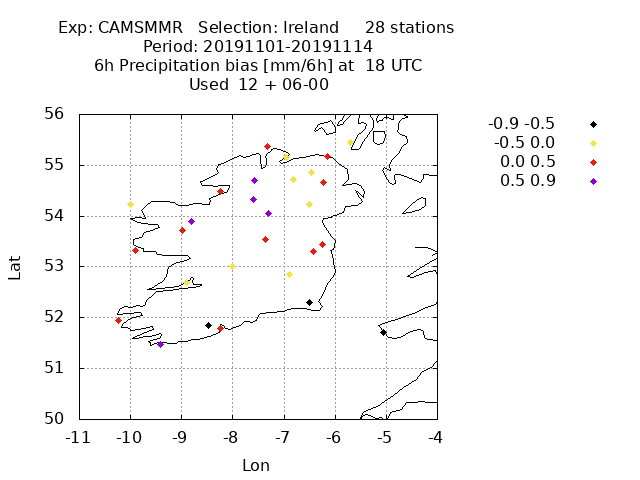 Exp: CAMSMMR Selection: Ireland 28 stations
Period: 20191101-20191114
6h Precipitation bias [mm/6h] at 18 UTC
Used 12 + 06-00
-0.9 -0.5
-0.5 0.0
0.0 0.5
0.5 0.9
56
55
54
53
52
51
50
Lat
-11 -10 -9 -8 -7 -6 -5 -4
Lon